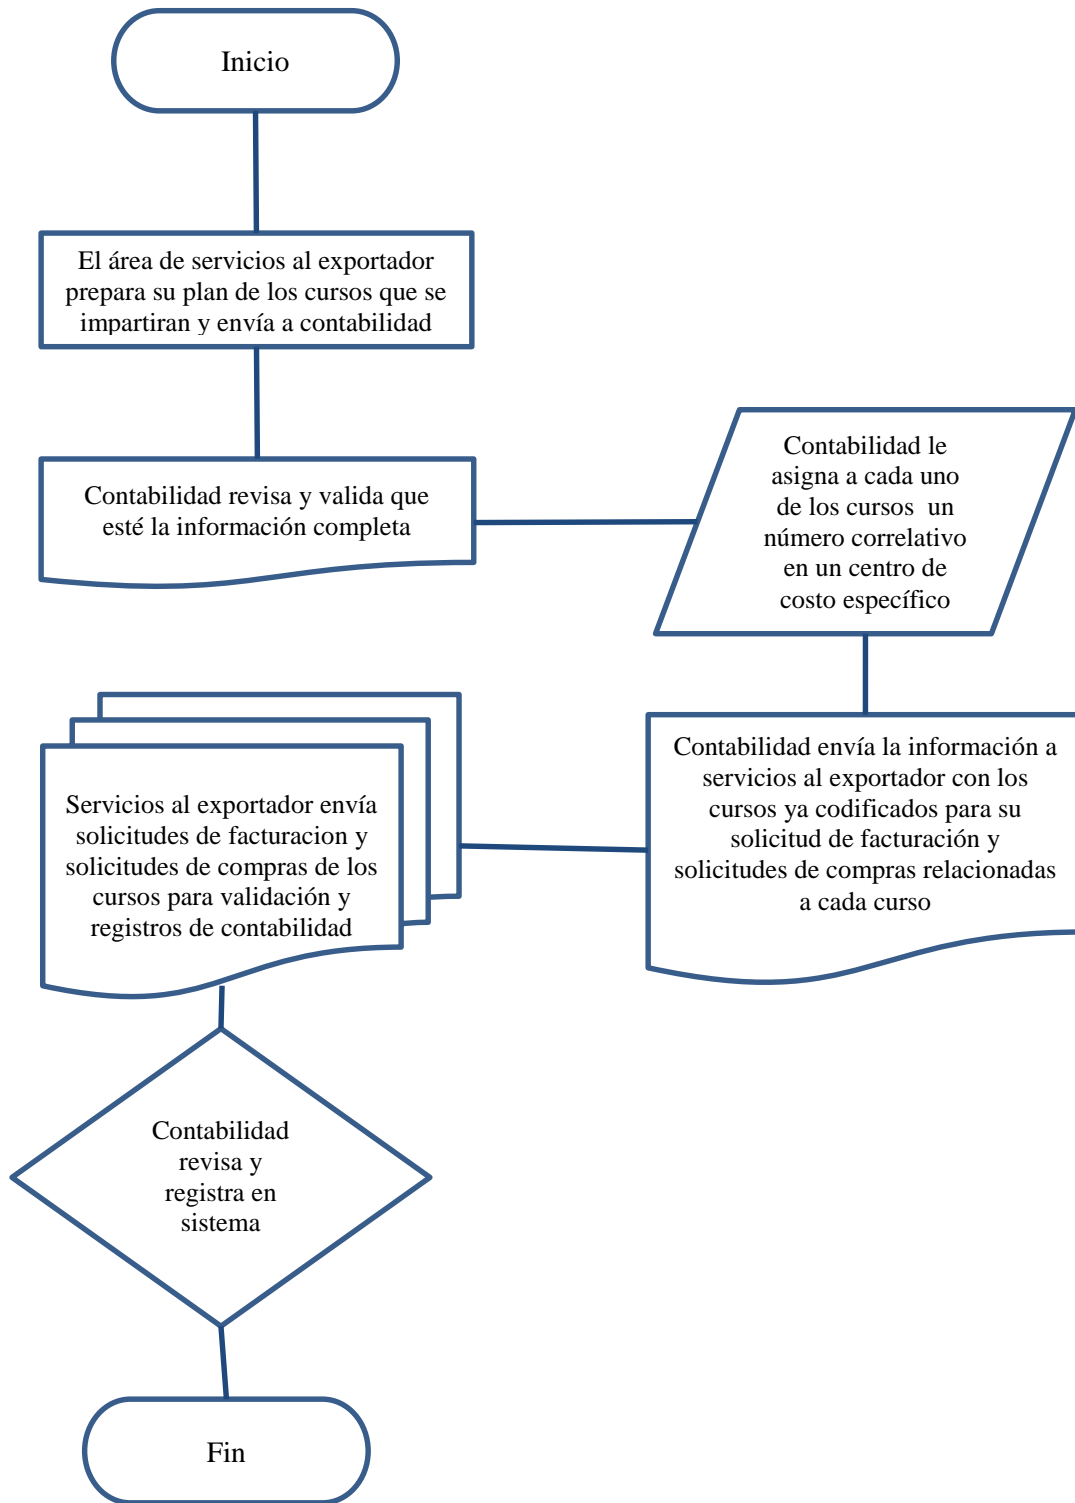 Inicio
El área de servicios al exportador
prepara su plan de los cursos que se
impartiran y envía a contabilidad
Contabilidad revisa y valida que
esté la información completa
Contabilidad le
asigna a cada uno
de los cursos un
número correlativo
en un centro de
costo específico
Contabilidad envía la información a
servicios al exportador con los
cursos ya codificados para su
solicitud de facturación y
solicitudes de compras relacionadas
a cada curso
Servicios al exportador envía
solicitudes de facturacion y
solicitudes de compras de los
cursos para validación y
registros de contabilidad
Contabilidad
revisa y
registra en
sistema
Fin